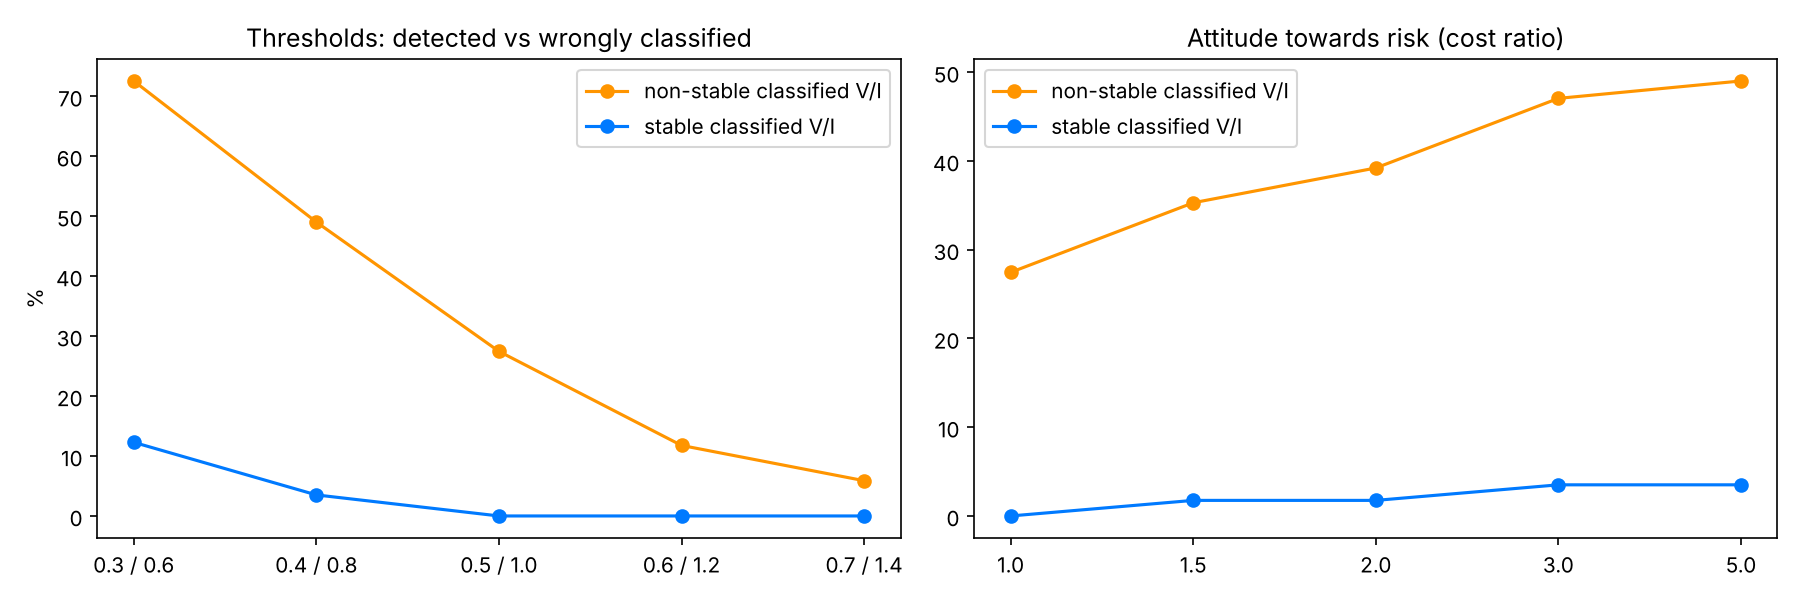 Thresholds: detected vs wrongly classified
non-stable classified V/I
stable classified V/I
%
70
60
50
40
30
20
10
0
0.3 / 0.6
0.4 / 0.8
0.5 / 1.0
0.6 / 1.2
0.7 / 1.4
Attitude towards risk (cost ratio)
non-stable classified V/I
stable classified V/I
50
40
30
20
10
0
1.0
1.5
2.0
3.0
5.0